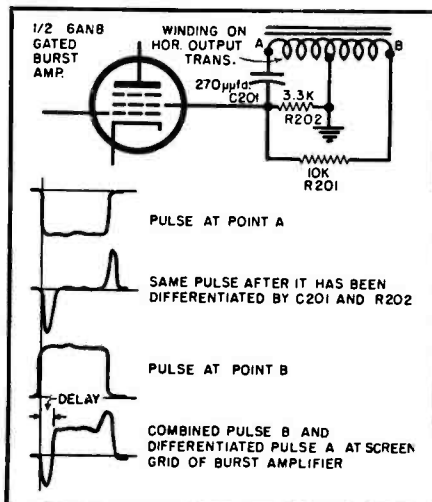 1/2 6AN8
GATED
BURST
AMP.
WINDING ON
HOR. OUTPUT
TRANS.
A
B
270µµfd.
C201
3.3K
R202
10K
R201
PULSE AT POINT A
SAME PULSE AFTER IT HAS BEEN
DIFFERENTIATED BY C201 AND R202
PULSE AT POINT B
DELAY
COMBINED PULSE B AND
DIFFERENTIATED PULSE A AT SCREEN
GRID OF BURST AMPLIFIER